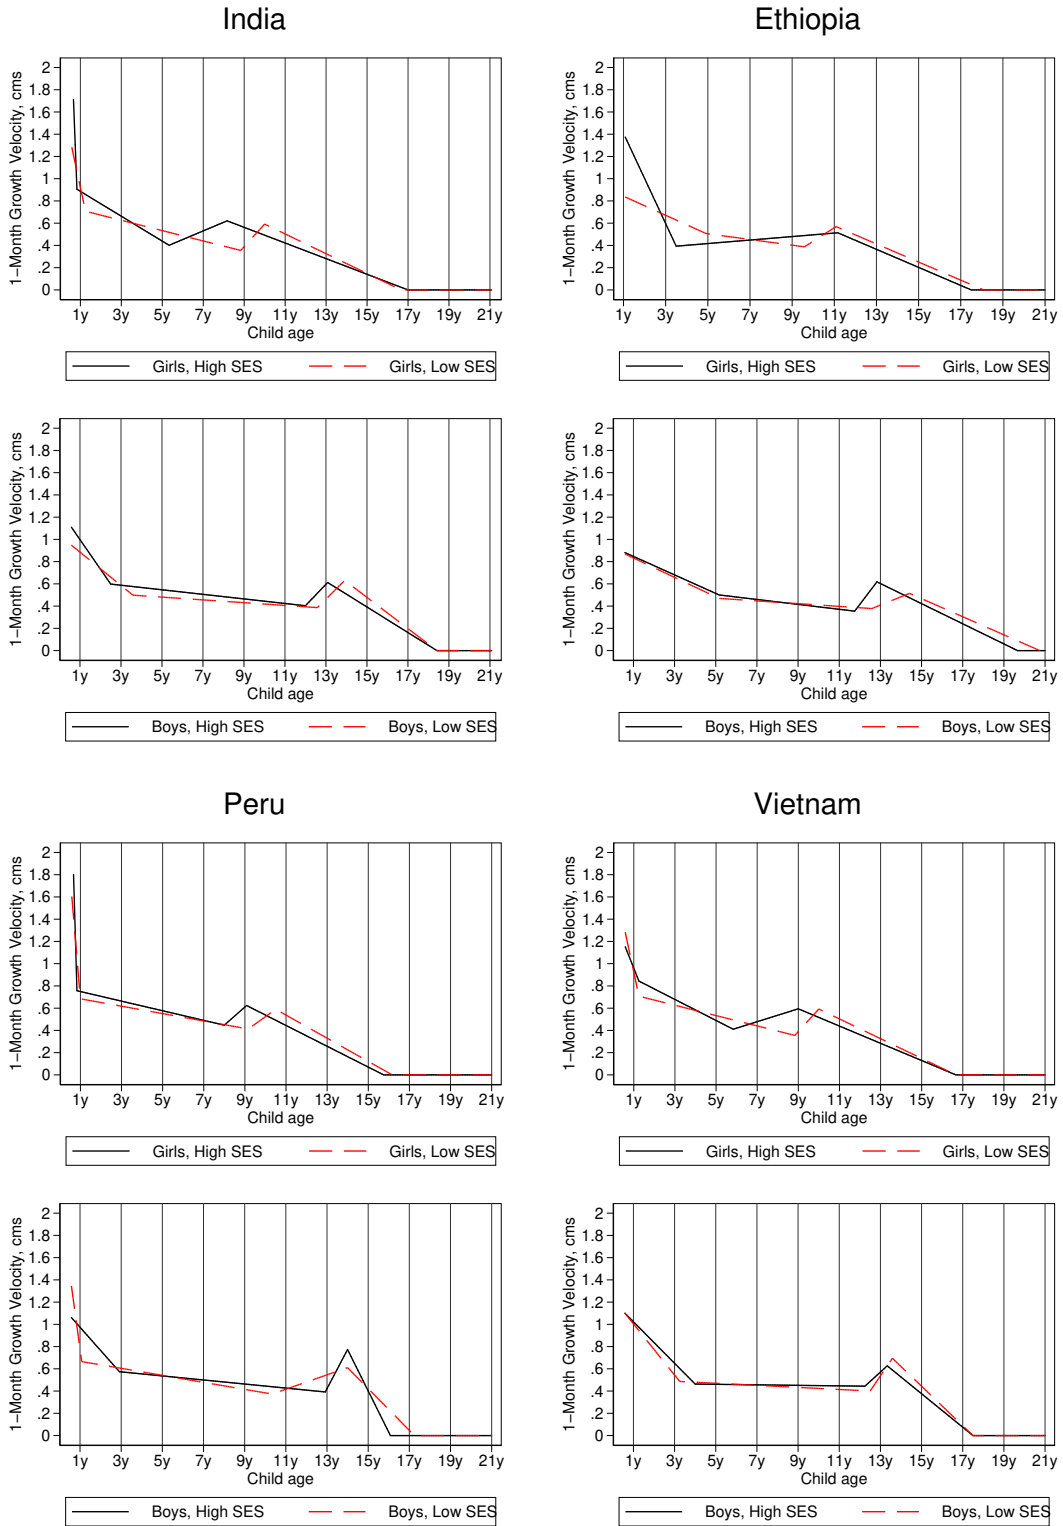 India
Ethiopia
1−Month Growth Velocity, cms
2
1.8
1.6
1.4
1.2
1
.8
.6
.4
.2
0
1y 3y 5y 7y 9y 11y 13y 15y 17y 19y 21y
Child age
Girls, High SES Girls, Low SES
1−Month Growth Velocity, cms
2
1.8
1.6
1.4
1.2
1
.8
.6
.4
.2
0
1y 3y 5y 7y 9y 11y 13y 15y 17y 19y 21y
Child age
Girls, High SES Girls, Low SES
1−Month Growth Velocity, cms
2
1.8
1.6
1.4
1.2
1
.8
.6
.4
.2
0
1y 3y 5y 7y 9y 11y 13y 15y 17y 19y 21y
Child age
Boys, High SES Boys, Low SES
1−Month Growth Velocity, cms
2
1.8
1.6
1.4
1.2
1
.8
.6
.4
.2
0
1y 3y 5y 7y 9y 11y 13y 15y 17y 19y 21y
Child age
Boys, High SES Boys, Low SES
Peru
Vietnam
1−Month Growth Velocity, cms
2
1.8
1.6
1.4
1.2
1
.8
.6
.4
.2
0
1y 3y 5y 7y 9y 11y 13y 15y 17y 19y 21y
Child age
Girls, High SES Girls, Low SES
1−Month Growth Velocity, cms
2
1.8
1.6
1.4
1.2
1
.8
.6
.4
.2
0
1y 3y 5y 7y 9y 11y 13y 15y 17y 19y 21y
Child age
Girls, High SES Girls, Low SES
1−Month Growth Velocity, cms
2
1.8
1.6
1.4
1.2
1
.8
.6
.4
.2
0
1y 3y 5y 7y 9y 11y 13y 15y 17y 19y 21y
Child age
Boys, High SES Boys, Low SES
1−Month Growth Velocity, cms
2
1.8
1.6
1.4
1.2
1
.8
.6
.4
.2
0
1y 3y 5y 7y 9y 11y 13y 15y 17y 19y 21y
Child age
Boys, High SES Boys, Low SES